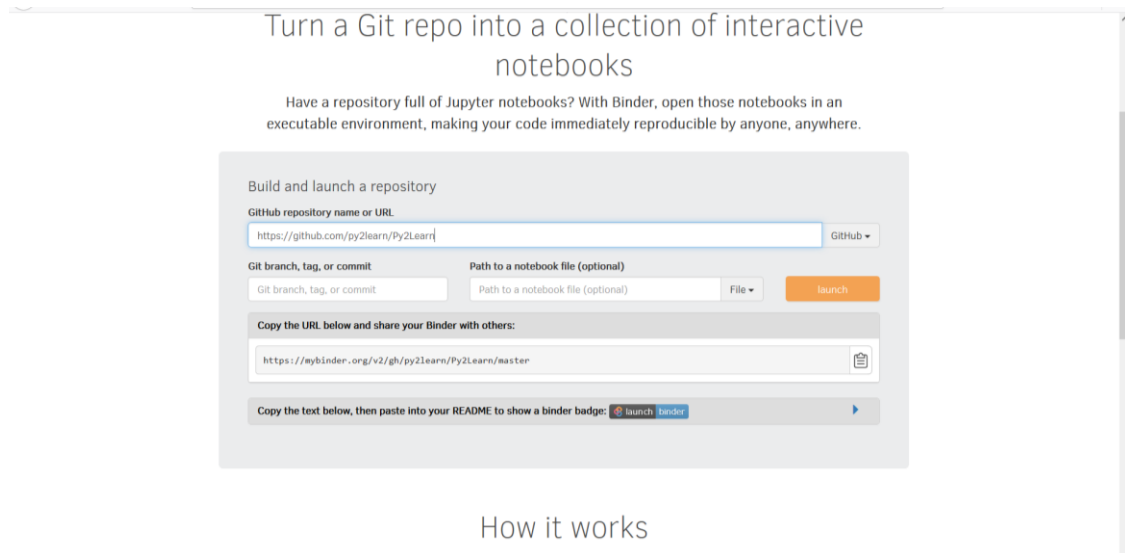 Turn a Git repo into a collection of interactive
notebooks
Have a repository full of Jupyter notebooks? With Binder, open those notebooks in an
executable environment, making your code immediately reproducible by anyone, anywhere.
Build and launch a repository
GitHub repository name or URL
https://github.com/py2learn/Py2Learn
GitHub
Git branch, tag, or commit
Path to a notebook file (optional)
Git branch, tag, or commit
Path to a notebook file (optional)
File
launch
Copy the URL below and share your Binder with others:
https://mybinder.org/v2/gh/py2learn/Py2Learn/master
Copy the text below, then paste into your README to show a binder badge: launch binder
How it works